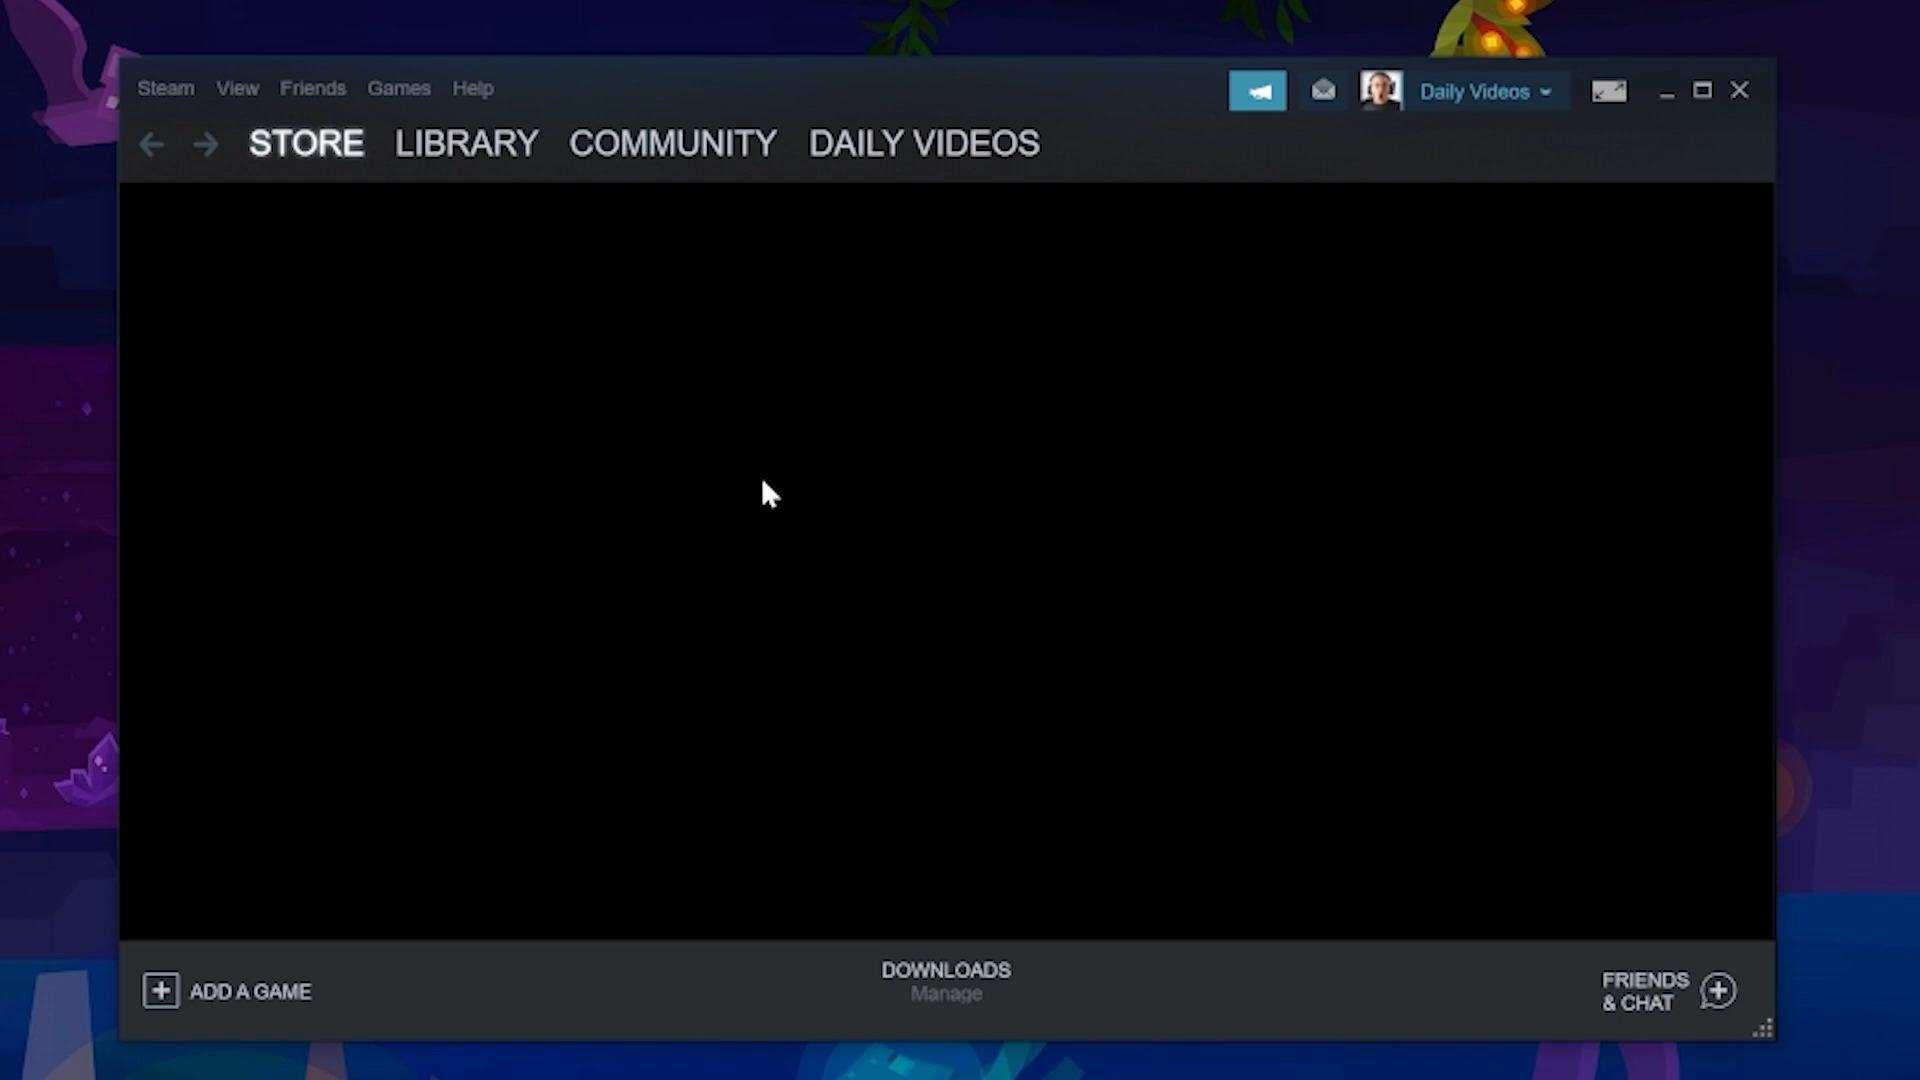 Steam View Friends Games Help
Daily Videos
STORE LIBRARY COMMUNITY DAILY VIDEOS
ADD A GAME
DOWNLOADS
Manage
FRIENDS
& CHAT